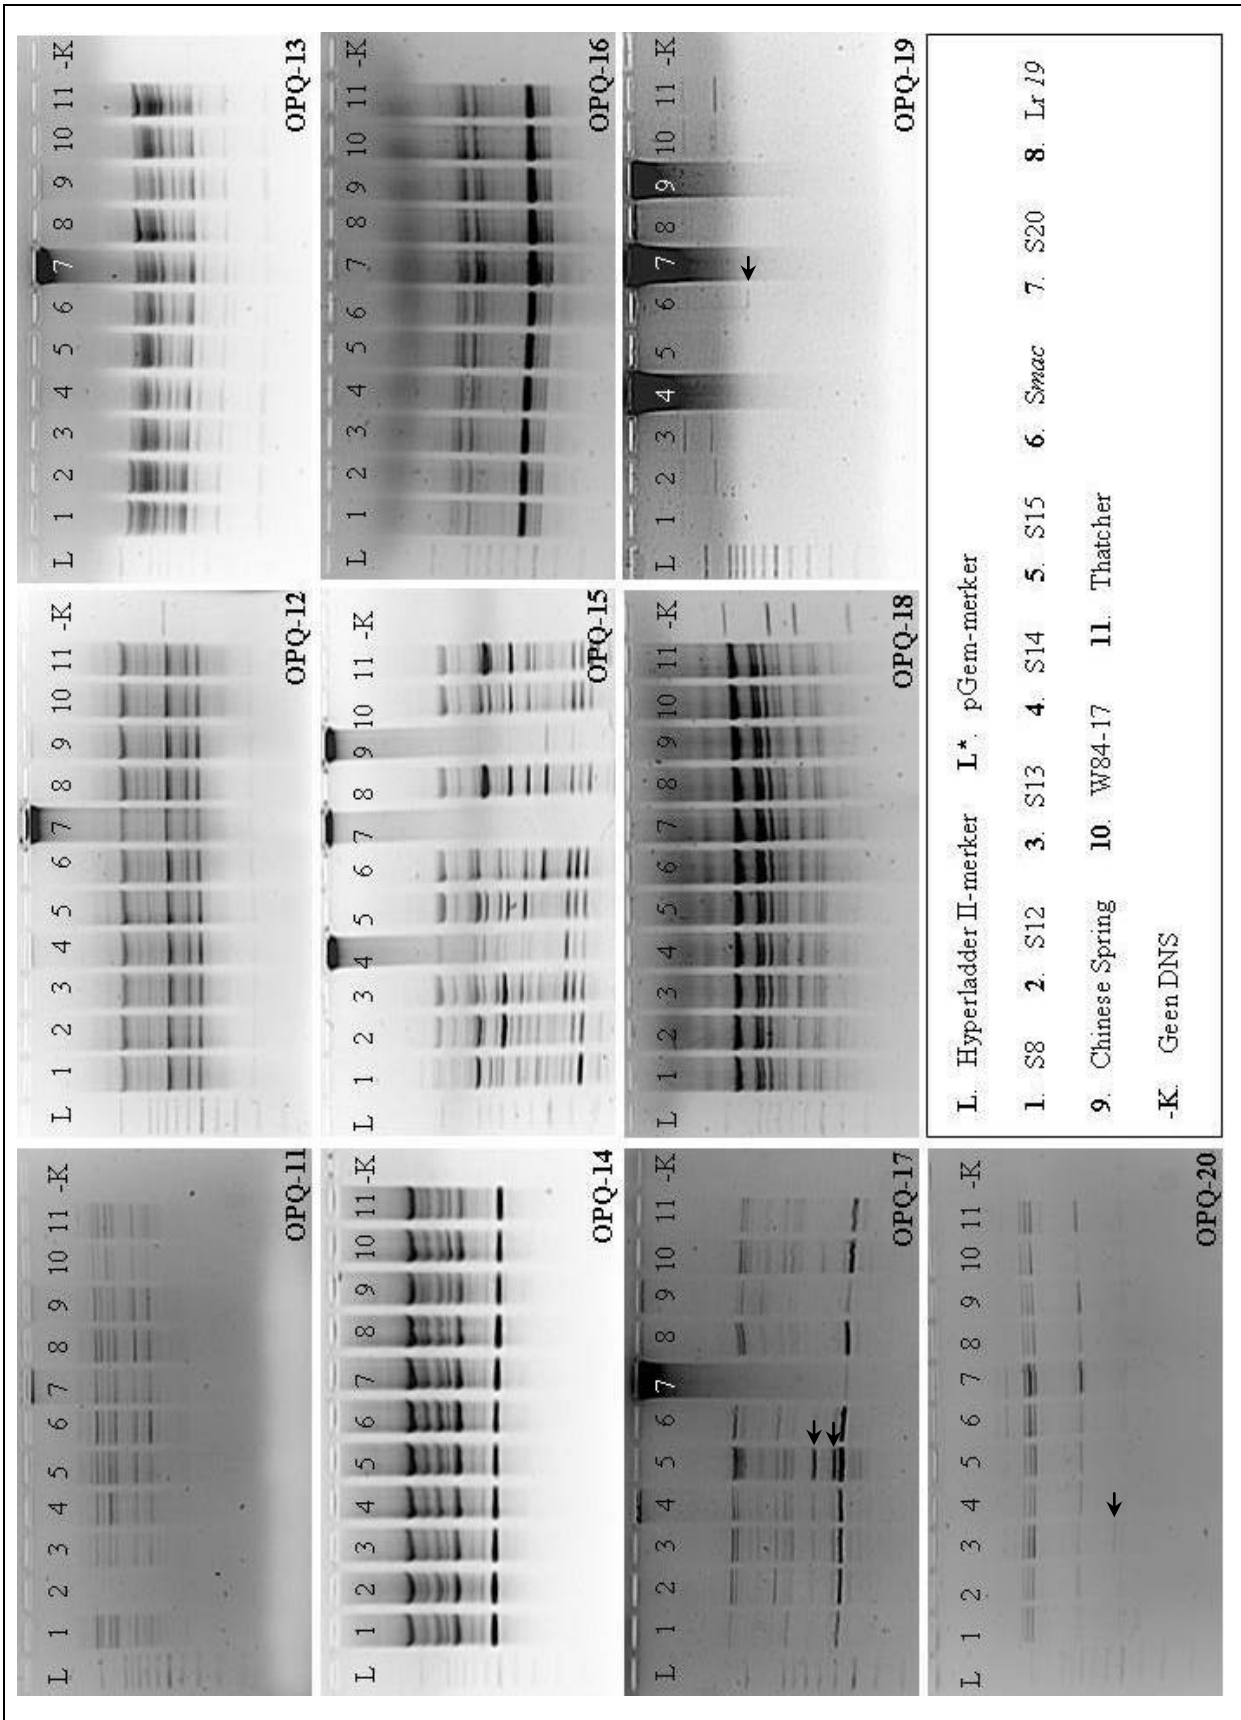 L 1 2 3 4 5 6 7 8 9 10 11 -K
OPQ-11
L 1 2 3 4 5 6 7 8 9 10 11 -K
OPQ-12
L 1 2 3 4 5 6 7 8 9 10 11 -K
OPQ-13
L 1 2 3 4 5 6 7 8 9 10 11 -K
OPQ-14
L 1 2 3 4 5 6 7 8 9 10 11 -K
OPQ-15
L 1 2 3 4 5 6 7 8 9 10 11 -K
OPQ-16
L 1 2 3 4 5 6 7 8 9 10 11 -K
OPQ-17
L 1 2 3 4 5 6 7 8 9 10 11 -K
OPQ-18
L 1 2 3 4 5 6 7 8 9 10 11 -K
OPQ-19
L 1 2 3 4 5 6 7 8 9 10 11 -K
OPQ-20
L. Hyperladder II-merker L*. pGem-merker
1. S8 2. S12 3. S13 4. S14 5. S15 6. Smac 7. S20 8. Lr 19
9. Chinese Spring 10. W84-17 11. Thatcher
-K. Geen DNS